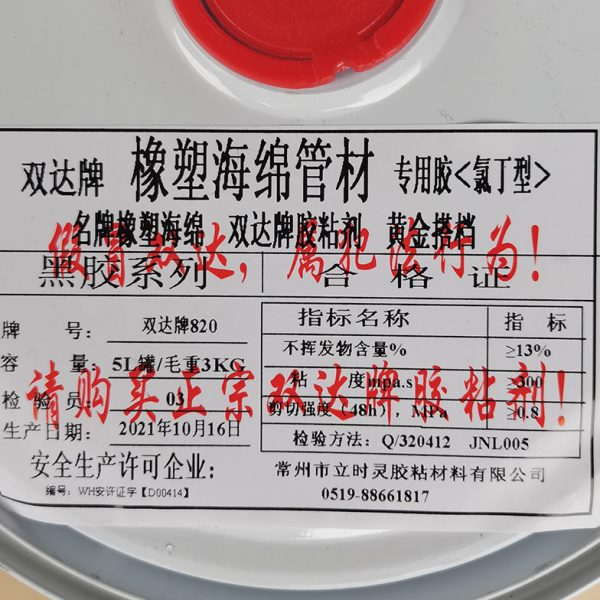 双达牌 橡塑海绵管材 专用胶<氯丁型>
名牌橡塑海绵 双达牌胶粘剂 黄金搭档
假冒双达，属犯法行为！
黑胶系列 合格证
牌 号： 双达牌820
容 量： 5L罐/毛重3KG
检 验 员： 03
生产日期： 2021年10月16日
指标名称 指 标
不挥发物含量% ≥13%
粘 度mpa.s ≥300
剪切强度（48h），MPa ≥0.8
检验方法：Q/320412 JNL005
请购买正宗双达牌胶粘剂！
安全生产许可企业：
编号：WH安许证字【D00414】
常州市立时灵胶粘材料有限公司
0519-88661817